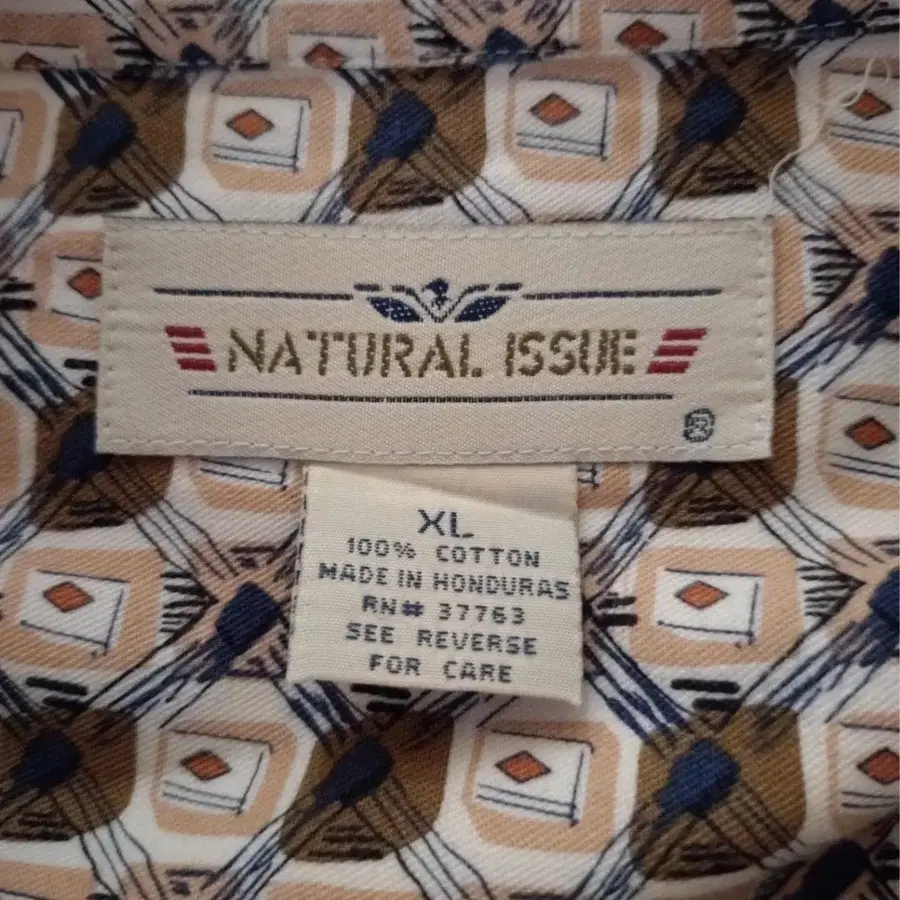 NATURAL ISSUE
®
XL
100% COTTON
MADE IN HONDURAS
RN# 37763
SEE REVERSE
FOR CARE